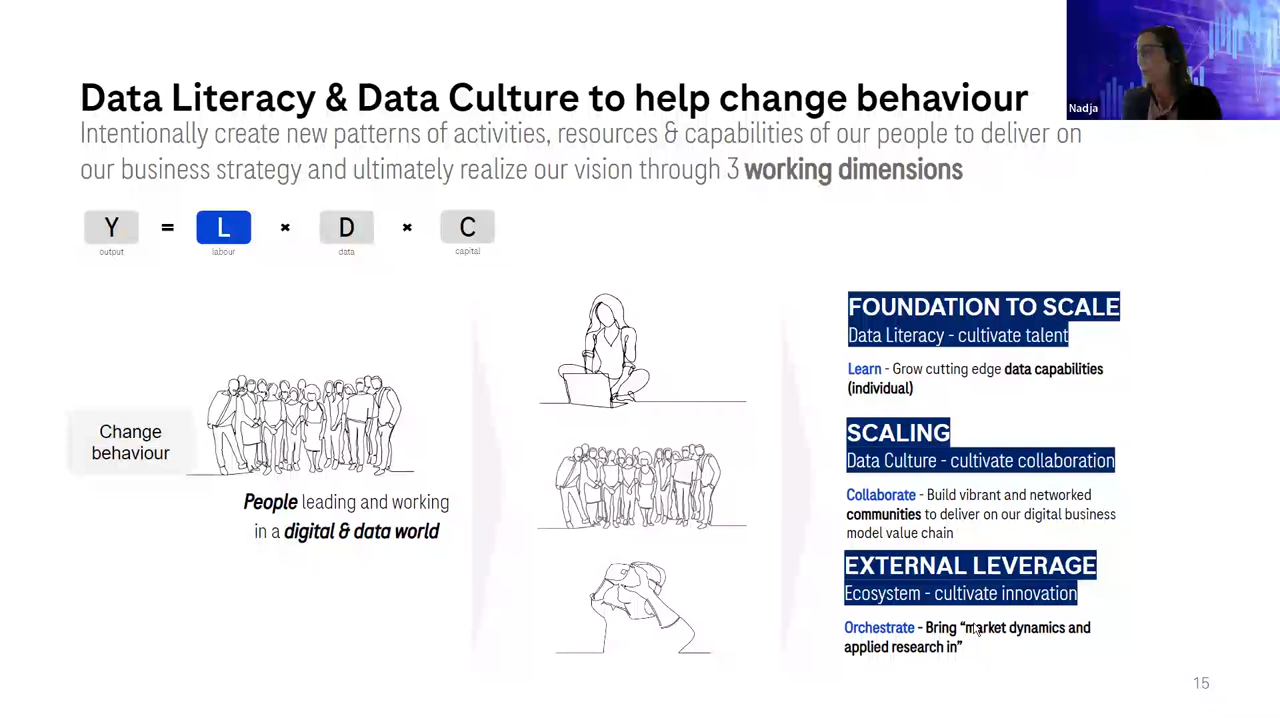 Data Literacy & Data Culture to help change behaviour
Nadja
Intentionally create new patterns of activities, resources & capabilities of our people to deliver on
our business strategy and ultimately realize our vision through 3 working dimensions
Y = L × D × C
output labour data capital
Change
behaviour
People leading and working
in a digital & data world
FOUNDATION TO SCALE
Data Literacy - cultivate talent
Learn - Grow cutting edge data capabilities
(individual)
SCALING
Data Culture - cultivate collaboration
Collaborate - Build vibrant and networked
communities to deliver on our digital business
model value chain
EXTERNAL LEVERAGE
Ecosystem - cultivate innovation
Orchestrate - Bring “market dynamics and
applied research in”
15